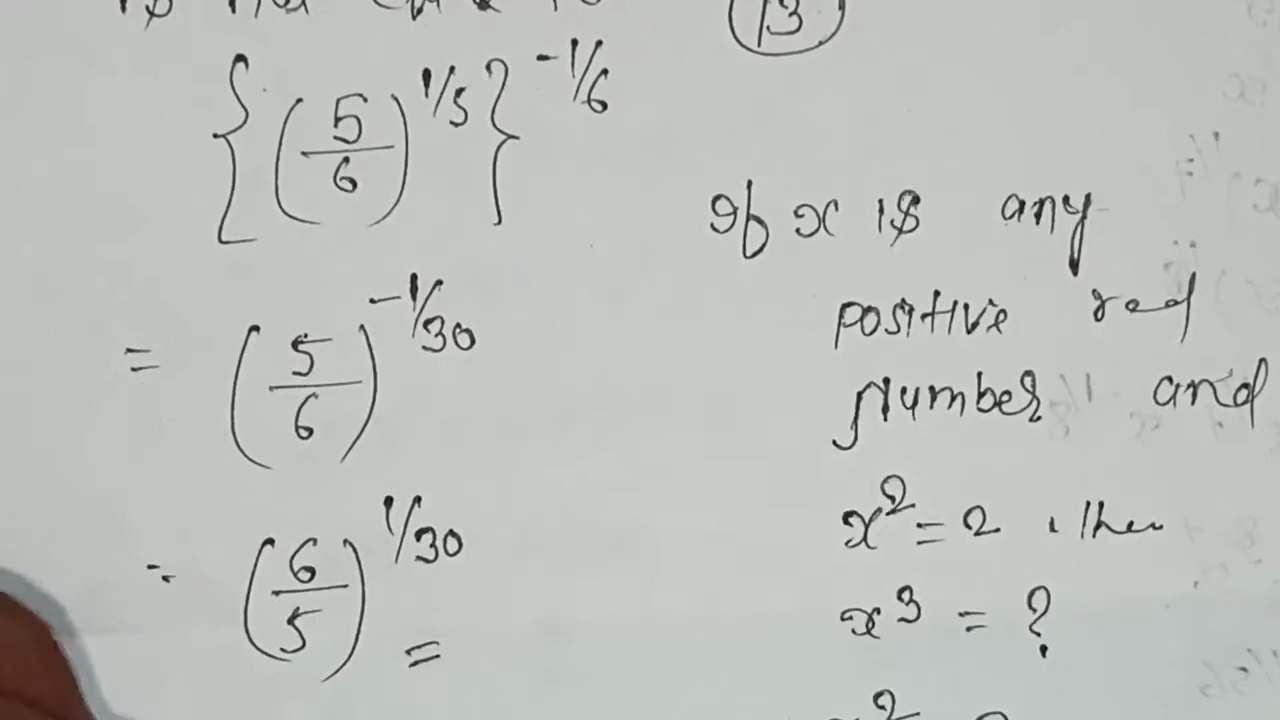 13
{(5/6)^1/5}^-1/6
= (5/6)^-1/30
= (6/5)^1/30 =
If x is any
positive real
Number and
x^2 = 2, then
x^3 = ?